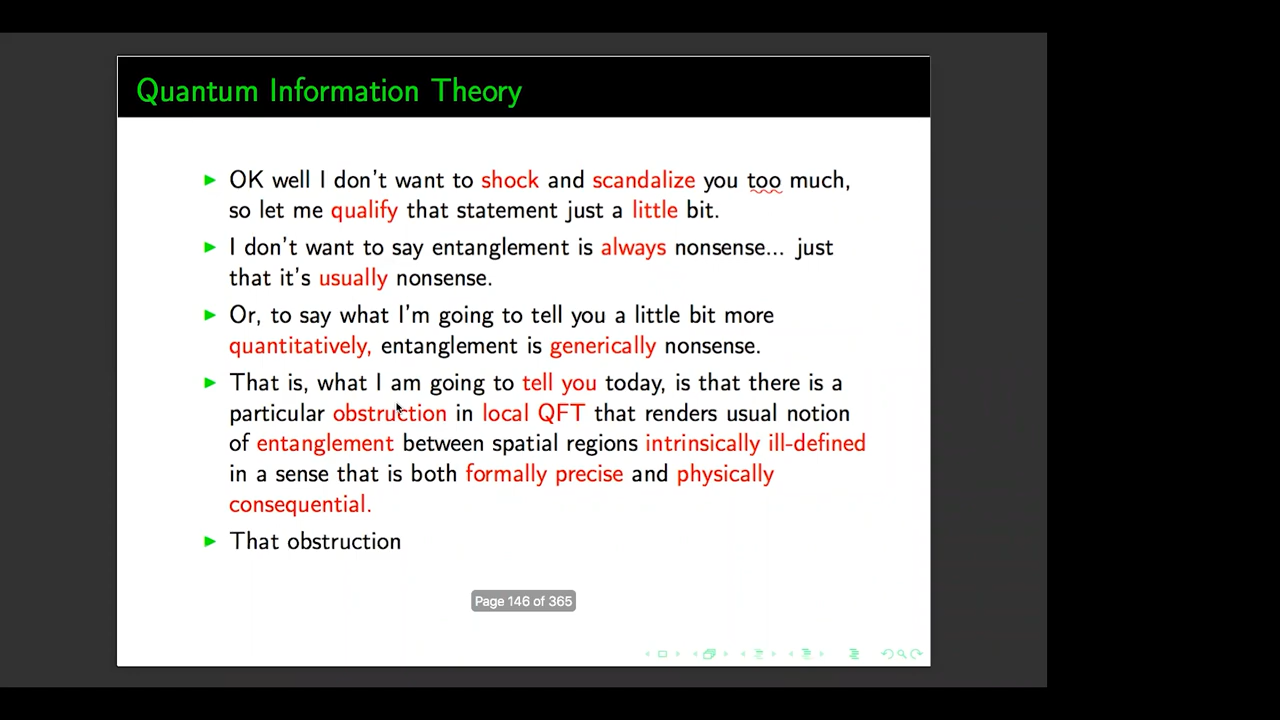 Quantum Information Theory
OK well I don't want to shock and scandalize you too much,
so let me qualify that statement just a little bit.
I don't want to say entanglement is always nonsense... just
that it's usually nonsense.
Or, to say what I'm going to tell you a little bit more
quantitatively, entanglement is generically nonsense.
That is, what I am going to tell you today, is that there is a
particular obstruction in local QFT that renders usual notion
of entanglement between spatial regions intrinsically ill-defined
in a sense that is both formally precise and physically
consequential.
That obstruction
Page 146 of 365